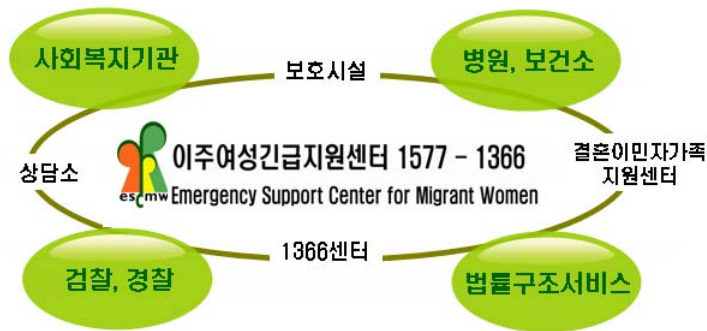 사회복지기관
보호시설
병원, 보건소
상담소
이주여성긴급지원센터 1577 - 1366
escmw Emergency Support Center for Migrant Women
결혼이민자가족
지원센터
검찰, 경찰
1366센터
법률구조서비스